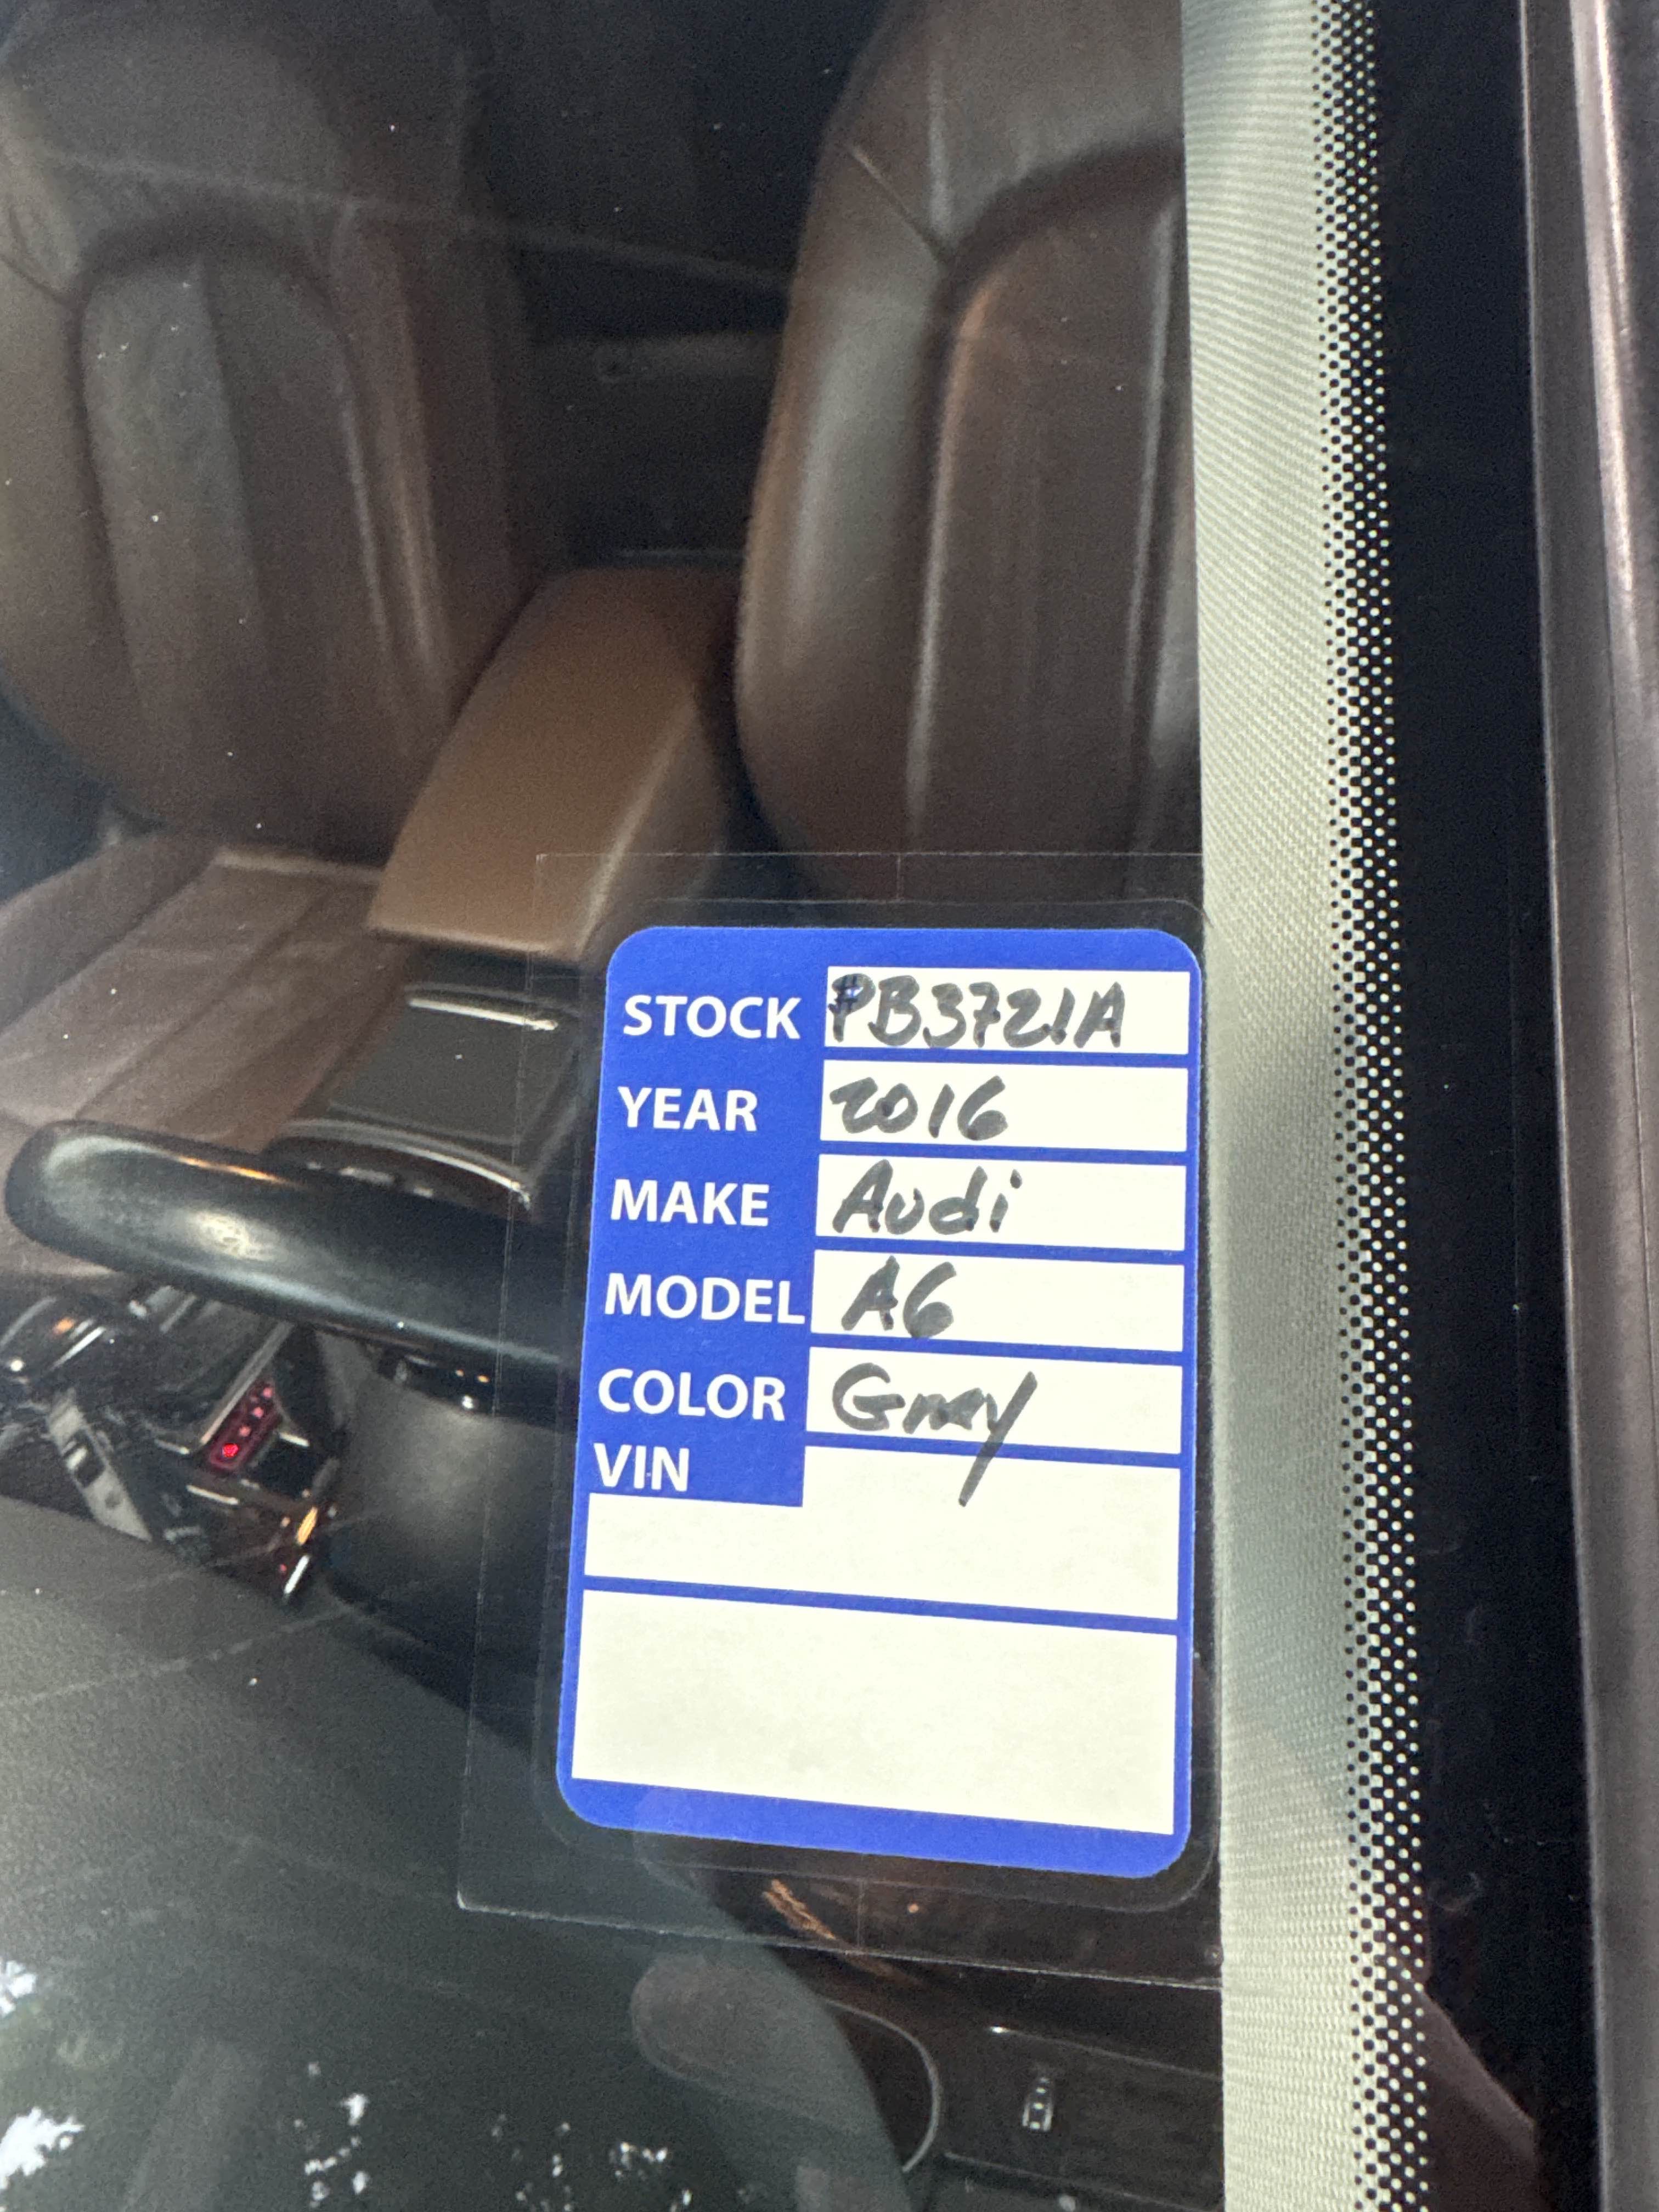 STOCK #PB3721A
YEAR 2016
MAKE Audi
MODEL A6
COLOR Gray
VIN